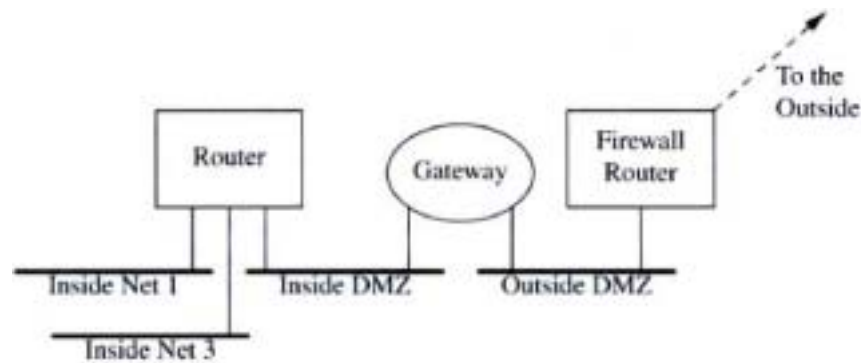 To the
Outside
Router
Gateway
Firewall
Router
Inside Net 1
Inside DMZ
Outside DMZ
Inside Net 3